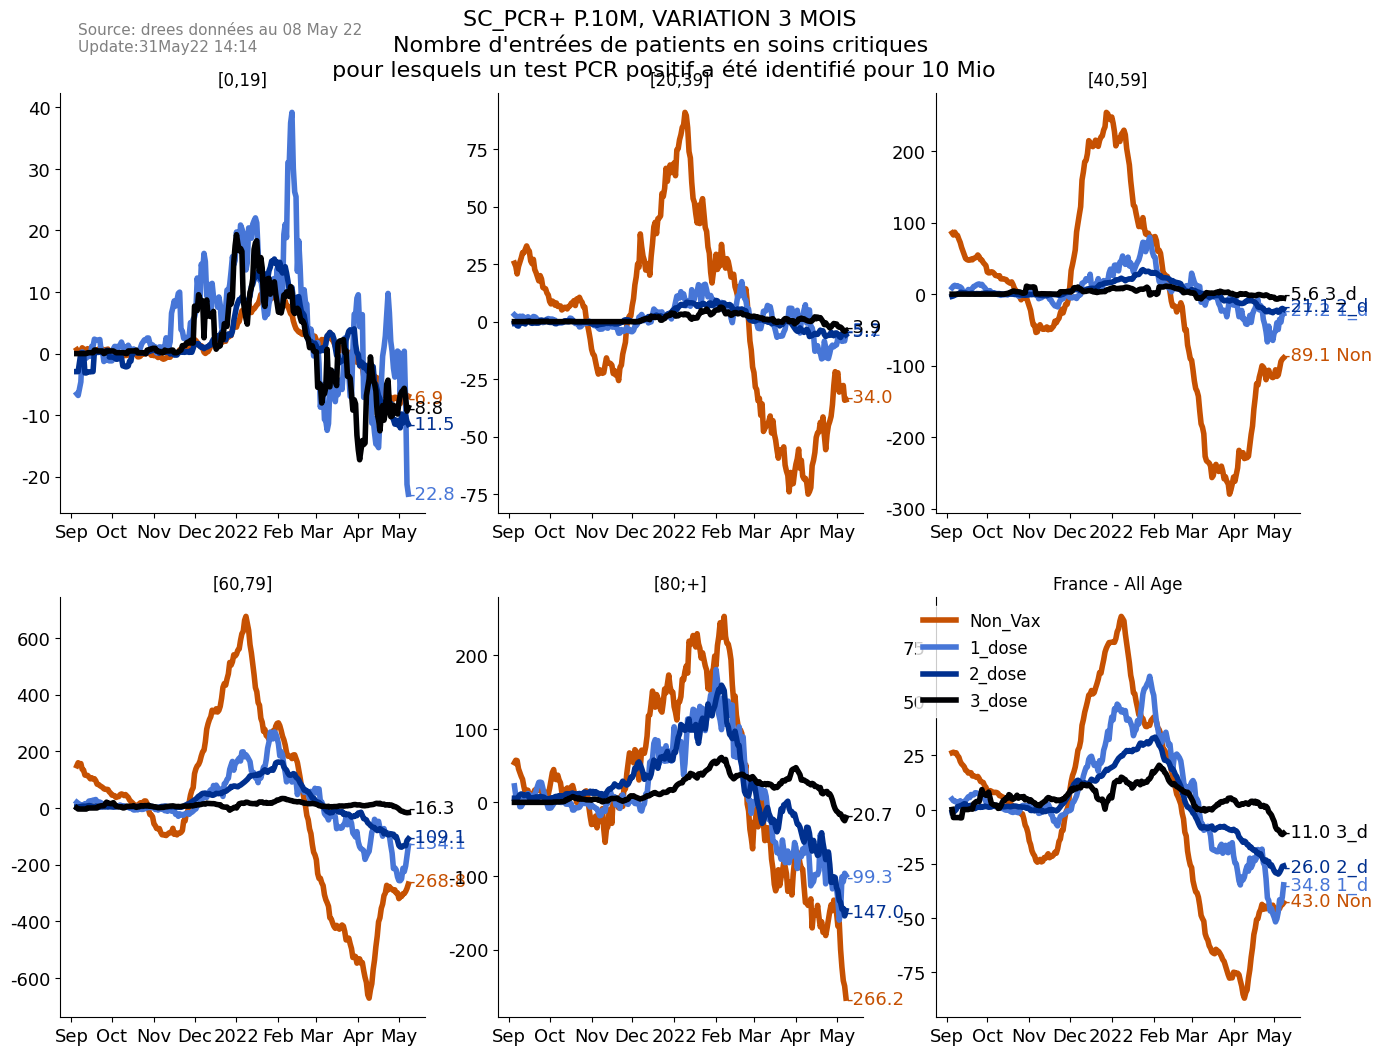 Source: drees données au 08 May 22
Update:31May22 14:14
SC_PCR+ P.10M, VARIATION 3 MOIS
Nombre d'entrées de patients en soins critiques
pour lesquels un test PCR positif a été identifié pour 10 Mio
[0,19]
40
30
20
10
0
-10
-20
-6.9
-8.8
-11.5
-22.8
Sep Oct Nov Dec 2022 Feb Mar Apr May
[20,39]
75
50
25
0
-25
-50
-75
-3.9
-34.0
Sep Oct Nov Dec 2022 Feb Mar Apr May
[40,59]
200
100
0
-100
-200
-300
-5.6 3_d
-21.1 2_d
-89.1 Non
Sep Oct Nov Dec 2022 Feb Mar Apr May
[60,79]
600
400
200
0
-200
-400
-600
-16.3
-109.1
-134.1
-268.8
Sep Oct Nov Dec 2022 Feb Mar Apr May
[80;+]
200
100
0
-100
-200
-20.7
-99.3
-147.0
-266.2
Sep Oct Nov Dec 2022 Feb Mar Apr May
France - All Age
Non_Vax
1_dose
2_dose
3_dose
75
50
25
0
-25
-50
-75
-11.0 3_d
-26.0 2_d
-34.8 1_d
-43.0 Non
Sep Oct Nov Dec 2022 Feb Mar Apr May